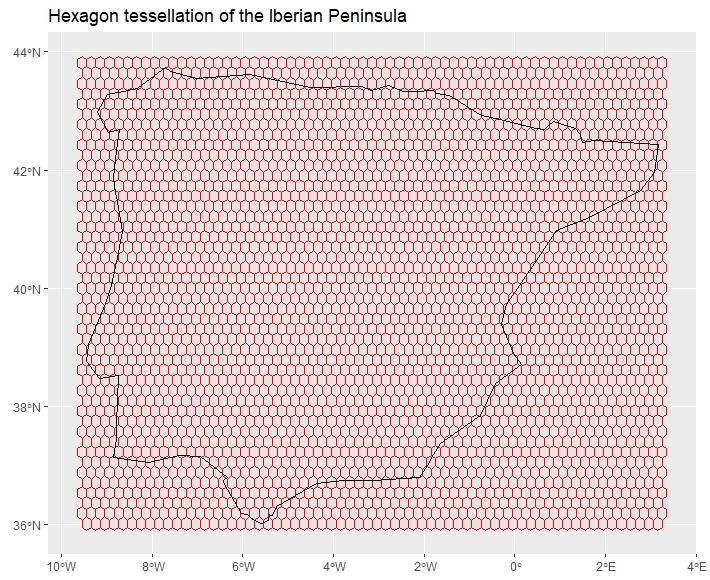 Hexagon tessellation of the Iberian Peninsula
44°N
42°N
40°N
38°N
36°N
10°W 8°W 6°W 4°W 2°W 0° 2°E 4°E